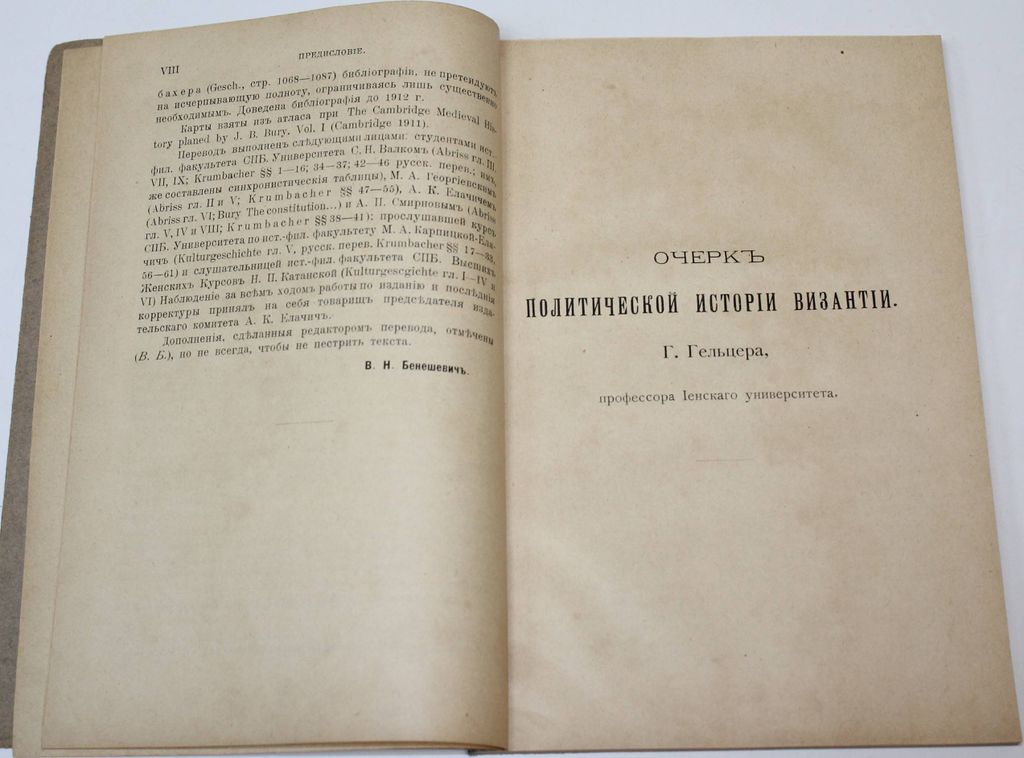 VIII
ПРЕДИСЛОВІЕ.
бахера (Gesch., стр. 1068—1087) библіографіи, не претендуютъ
на исчерпывающую полноту, ограничиваясь лишь существенно
необходимымъ. Доведена библіографія до 1912 г.
Карты взяты изъ атласа при The Cambridge Medieval His-
tory planed by J. B. Bury. Vol. I (Cambridge 1911).
Переводъ выполненъ слѣдующими лицами: студентами ист.-
фил. факультета СПБ. Университета С. Н. Валкомъ (Abriss гл. III,
VII, IX; Krumbacher §§ 1—16; 34—37; 42—46 русск. перев.; имъ
же составлены синхронистическія таблицы), М. А. Георгіевскимъ
(Abriss гл. II и V; Krumbacher §§ 47—55), А. К. Елачичемъ
(Abriss гл. VI; Bury The constitution...) и А. П. Смирновымъ (Abriss
гл. V, IV и VIII; Krumbacher §§ 38—41); прослушавшей курсъ
СПБ. Университета по ист.-фил. факультету М. А. Карпицкой-Ела-
чичъ (Kulturgeschichte гл. V, русск. перев. Krumbacher §§ 17—33,
56—61) и слушательницей ист.-фил. факультета СПБ. Высшихъ
Женскихъ Курсовъ Н. П. Катанской (Kulturgescgichte гл. I—IV и
VI) Наблюденіе за всѣмъ ходомъ работы по изданію и послѣднія
корректуры принялъ на себя товарищъ предсѣдателя изда-
тельскаго комитета А. К. Елачичъ.
Дополненія, сдѣланныя редакторомъ перевода, отмѣчены
(В. Б.), но не всегда, чтобы не пестрить текста.
В. Н. Бенешевичъ.
ОЧЕРКЪ
ПОЛИТИЧЕСКОЙ ИСТОРІИ ВИЗАНТІИ.
Г. Гельцера,
профессора Іенскаго университета.